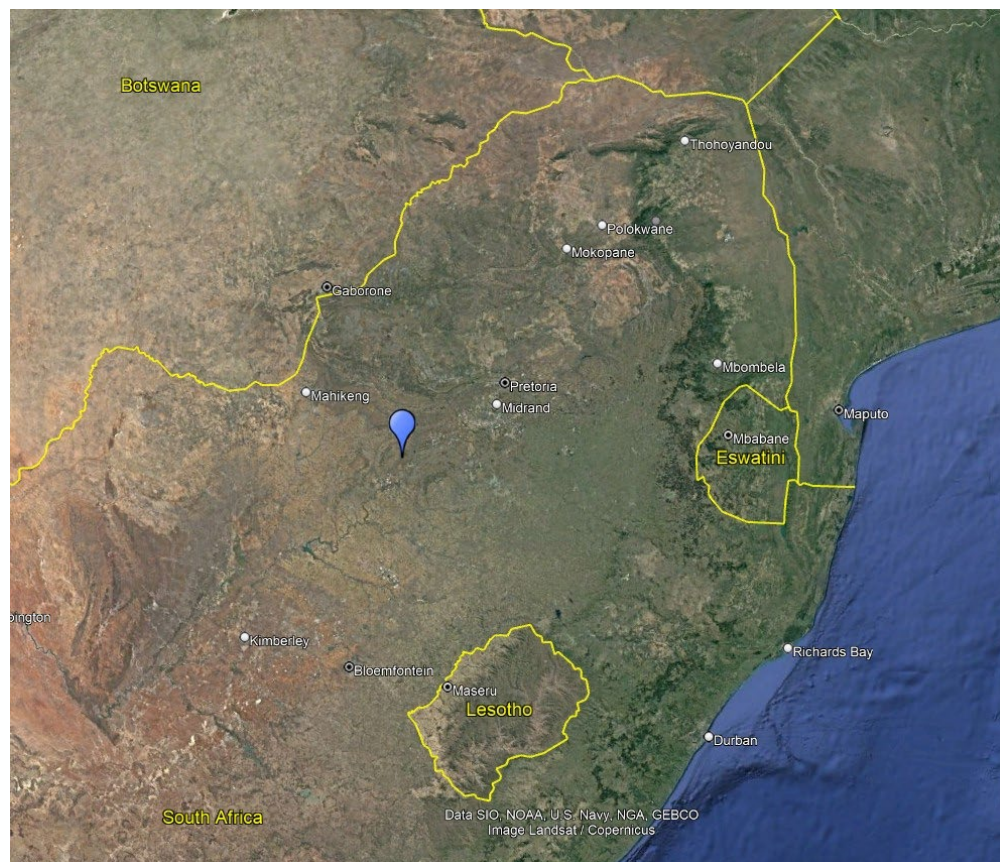 Botswana
Thohoyandou
Polokwane
Mokopane
Gaborone
Mbombela
Pretoria
Mahikeng
Midrand
Maputo
Mbabane
Eswatini
pington
Kimberley
Richards Bay
Bloemfontein
Maseru
Lesotho
Durban
South Africa
Data SIO, NOAA, U.S. Navy, NGA, GEBCO
Image Landsat / Copernicus